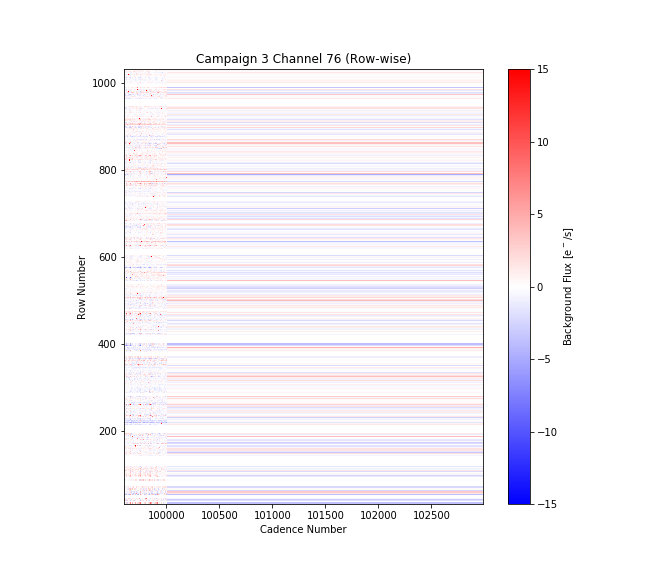 Campaign 3 Channel 76 (Row-wise)
1000
800
600
400
200
Row Number
100000 100500 101000 101500 102000 102500
Cadence Number
15
10
5
0
−5
−10
−15
Background Flux [e⁻/s]